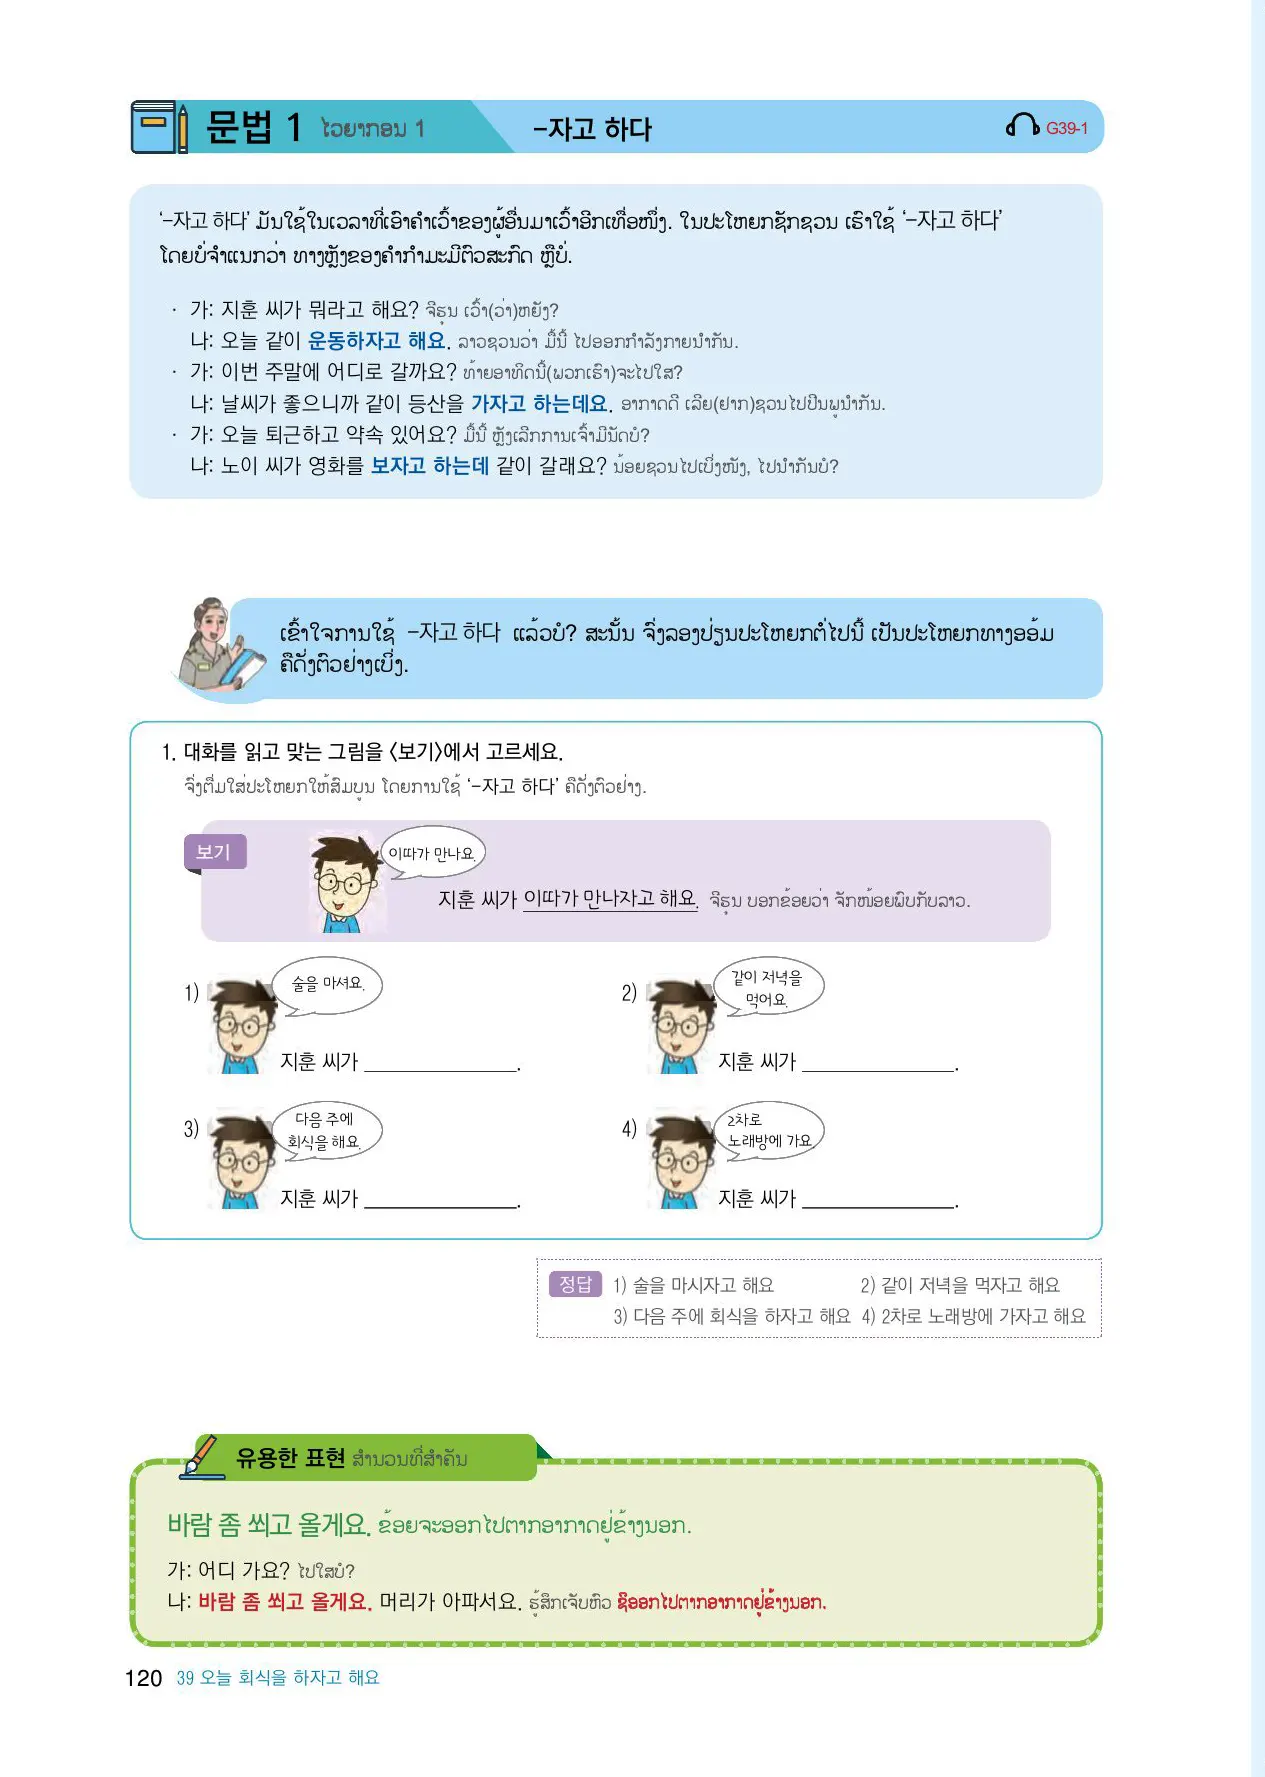 문법 1 ໄວຍາກອນ 1 -자고 하다 G39-1
‘-자고 하다’ ມັນໃຊ້ໃນເວລາທີ່ເອົາຄຳເວົ້າຂອງຜູ້ອື່ນມາເວົ້າອີກເທື່ອໜຶ່ງ. ໃນປະໂຫຍກຊັກຊວນ ເຮົາໃຊ້ ‘-자고 하다’
ໂດຍບໍ່ຈຳແນກວ່າ ທາງຫຼັງຂອງຄຳກຳມະມີຕົວສະກົດ ຫຼືບໍ່.
· 가: 지훈 씨가 뭐라고 해요? ຈີຮຸນ ເວົ້າ(ວ່າ)ຫຍັງ?
나: 오늘 같이 운동하자고 해요. ລາວຊວນວ່າ ມື້ນີ້ ໄປອອກກຳລັງກາຍນຳກັນ.
· 가: 이번 주말에 어디로 갈까요? ທ້າຍອາທິດນີ້(ພວກເຮົາ)ຈະໄປໃສ?
나: 날씨가 좋으니까 같이 등산을 가자고 하는데요. ອາກາດດີ ເລີຍ(ຢາກ)ຊວນໄປປີນພູນຳກັນ.
· 가: 오늘 퇴근하고 약속 있어요? ມື້ນີ້ ຫຼັງເລີກການເຈົ້າມີນັດບໍ?
나: 노이 씨가 영화를 보자고 하는데 같이 갈래요? ນ້ອຍຊວນໄປເບິ່ງໜັງ, ໄປນຳກັນບໍ?
ເຂົ້າໃຈການໃຊ້ -자고 하다 ແລ້ວບໍ? ສະນັ້ນ ຈົ່ງລອງປ່ຽນປະໂຫຍກຕໍ່ໄປນີ້ ເປັນປະໂຫຍກທາງອອ້ມ
ຄືດັ່ງຕົວຢ່າງເບິ່ງ.
1. 대화를 읽고 맞는 그림을 〈보기〉에서 고르세요.
ຈົ່ງຕື່ມໃສ່ປະໂຫຍກໃຫ້ສົມບູນ ໂດຍການໃຊ້ ‘-자고 하다’ ຄືດັ່ງຕົວຢ່າງ.
보기
이따가 만나요.
지훈 씨가 이따가 만나자고 해요. ຈີຮຸນ ບອກຂ້ອຍວ່າ ຈັກໜ້ອຍພົບກັບລາວ.
1) 술을 마셔요.
지훈 씨가 .
2) 같이 저녁을
먹어요.
지훈 씨가 .
3) 다음 주에
회식을 해요.
지훈 씨가 .
4) 2차로
노래방에 가요.
지훈 씨가 .
정답 1) 술을 마시자고 해요 2) 같이 저녁을 먹자고 해요
3) 다음 주에 회식을 하자고 해요 4) 2차로 노래방에 가자고 해요
유용한 표현 ສຳນວນທີ່ສຳຄັນ
바람 좀 쐬고 올게요. ຂ້ອຍຈະອອກໄປຕາກອາກາດຢູ່ຂ້າງນອກ.
가: 어디 가요? ໄປໃສບໍ?
나: 바람 좀 쐬고 올게요. 머리가 아파서요. ຮູ້ສຶກເຈັບຫົວ ຊິອອກໄປຕາກອາກາດຢູ່ຂ້າງນອກ.
120 39 오늘 회식을 하자고 해요